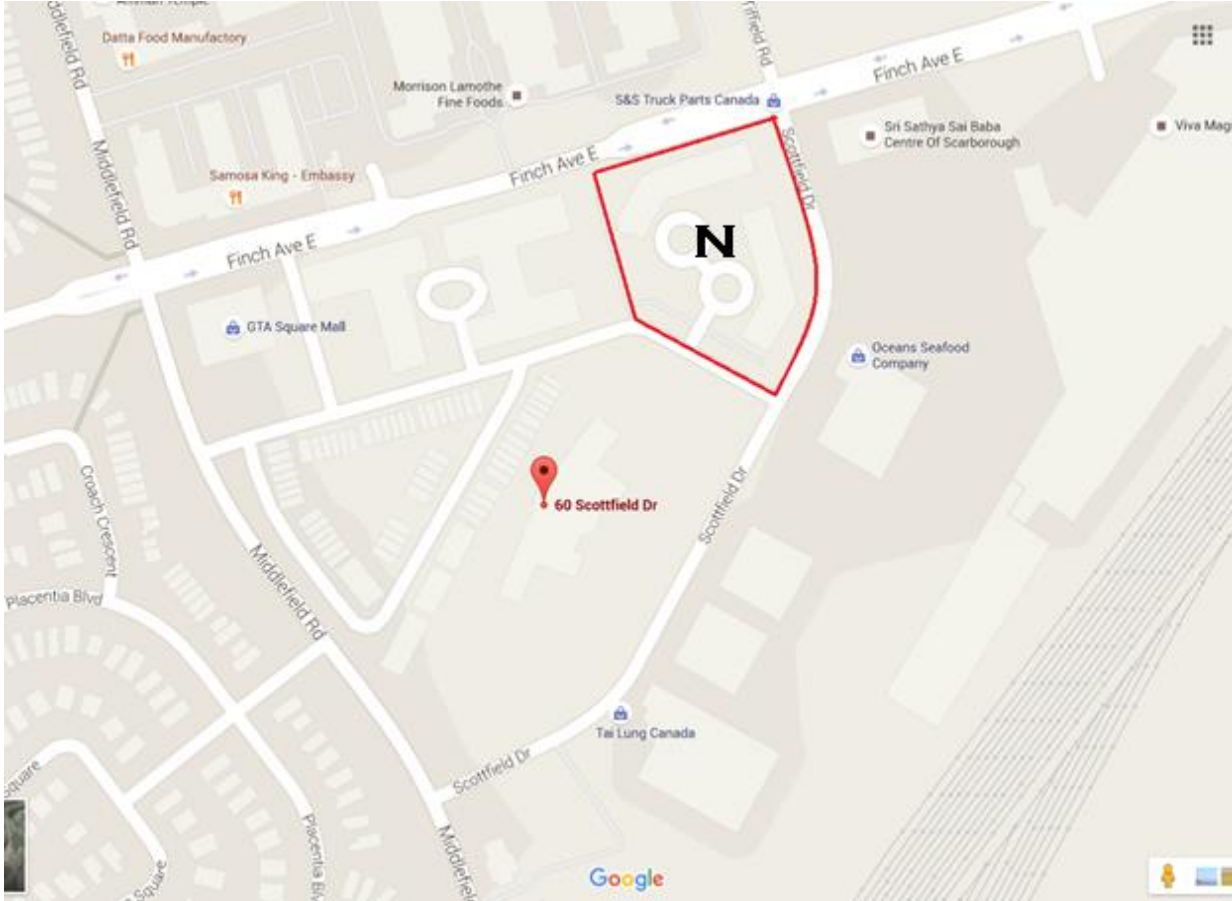 Datta Food Manufactory
Middlefield Rd
Morrison Lamothe
Fine Foods
S&S Truck Parts Canada
Finch Ave E
Sri Sathya Sai Baba
Centre Of Scarborough
Viva Mag
Samosa King - Embassy
Finch Ave E
Scottfield Dr
Middlefield Rd
N
Finch Ave E
GTA Square Mall
Oceans Seafood
Company
Croach Crescent
60 Scottfield Dr
Scottfield Dr
Placentia Blvd
Middlefield Rd
Tai Lung Canada
Scottfield Dr
Square
Placentia
Middlefield
Square
Google